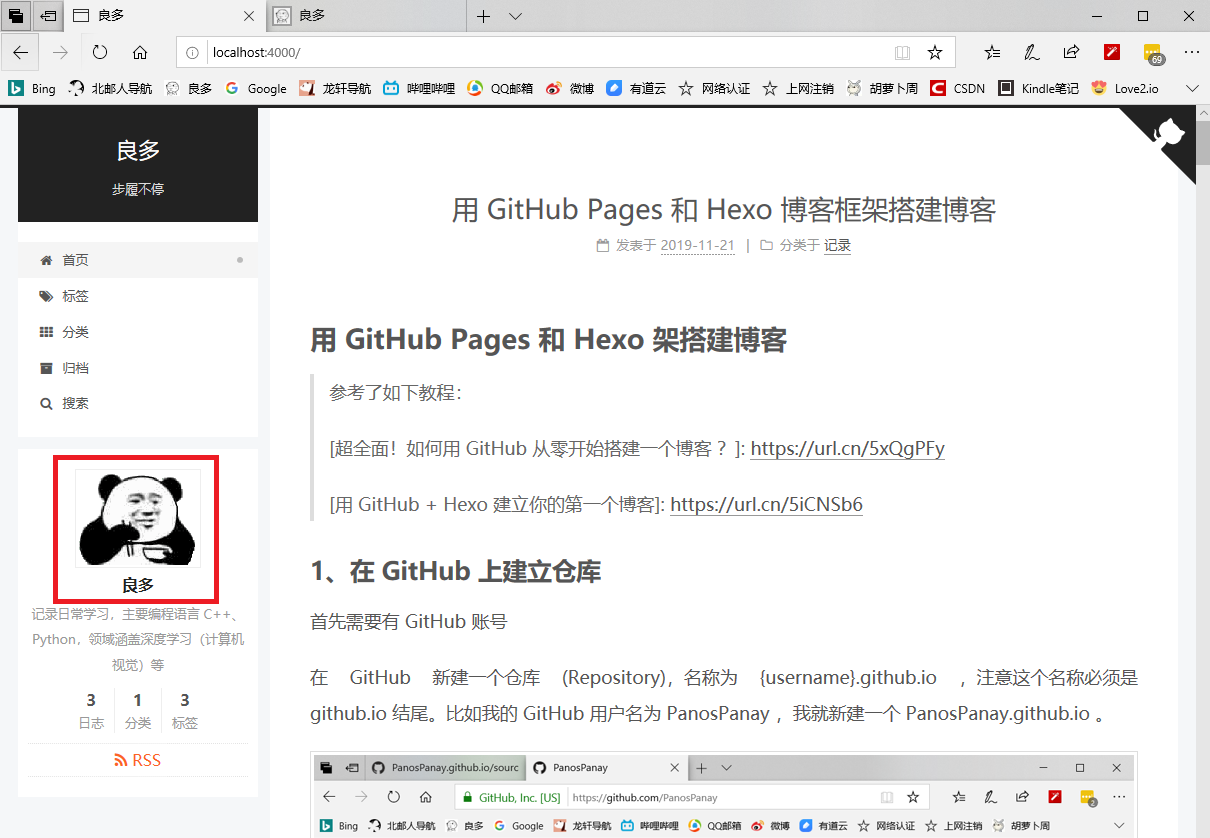 良多
良多
localhost:4000/
69
Bing 北邮人导航 良多 Google 龙轩导航 哔哩哔哩 QQ邮箱 微博 有道云 网络认证 上网注销 胡萝卜周 CSDN Kindle笔记 Love2.io
良多
步履不停
首页
标签
分类
归档
搜索
良多
记录日常学习，主要编程语言 C++、
Python，领域涵盖深度学习（计算机
视觉）等
3 1 3
日志 分类 标签
RSS
用 GitHub Pages 和 Hexo 博客框架搭建博客
发表于 2019-11-21 | 分类于 记录
用 GitHub Pages 和 Hexo 架搭建博客
参考了如下教程：
[超全面！如何用 GitHub 从零开始搭建一个博客 ？]: https://url.cn/5xQgPFy
[用 GitHub + Hexo 建立你的第一个博客]: https://url.cn/5iCNSb6
1、在 GitHub 上建立仓库
首先需要有 GitHub 账号
在 GitHub 新建一个仓库 (Repository)，名称为 {username}.github.io ，注意这个名称必须是
github.io 结尾。比如我的 GitHub 用户名为 PanosPanay ，我就新建一个 PanosPanay.github.io 。
PanosPanay.github.io/sourc PanosPanay
GitHub, Inc. [US] https://github.com/PanosPanay
2
Bing 北邮人导航 良多 Google 龙轩导航 哔哩哔哩 QQ邮箱 微博 有道云 网络认证 上网注销 胡萝卜周